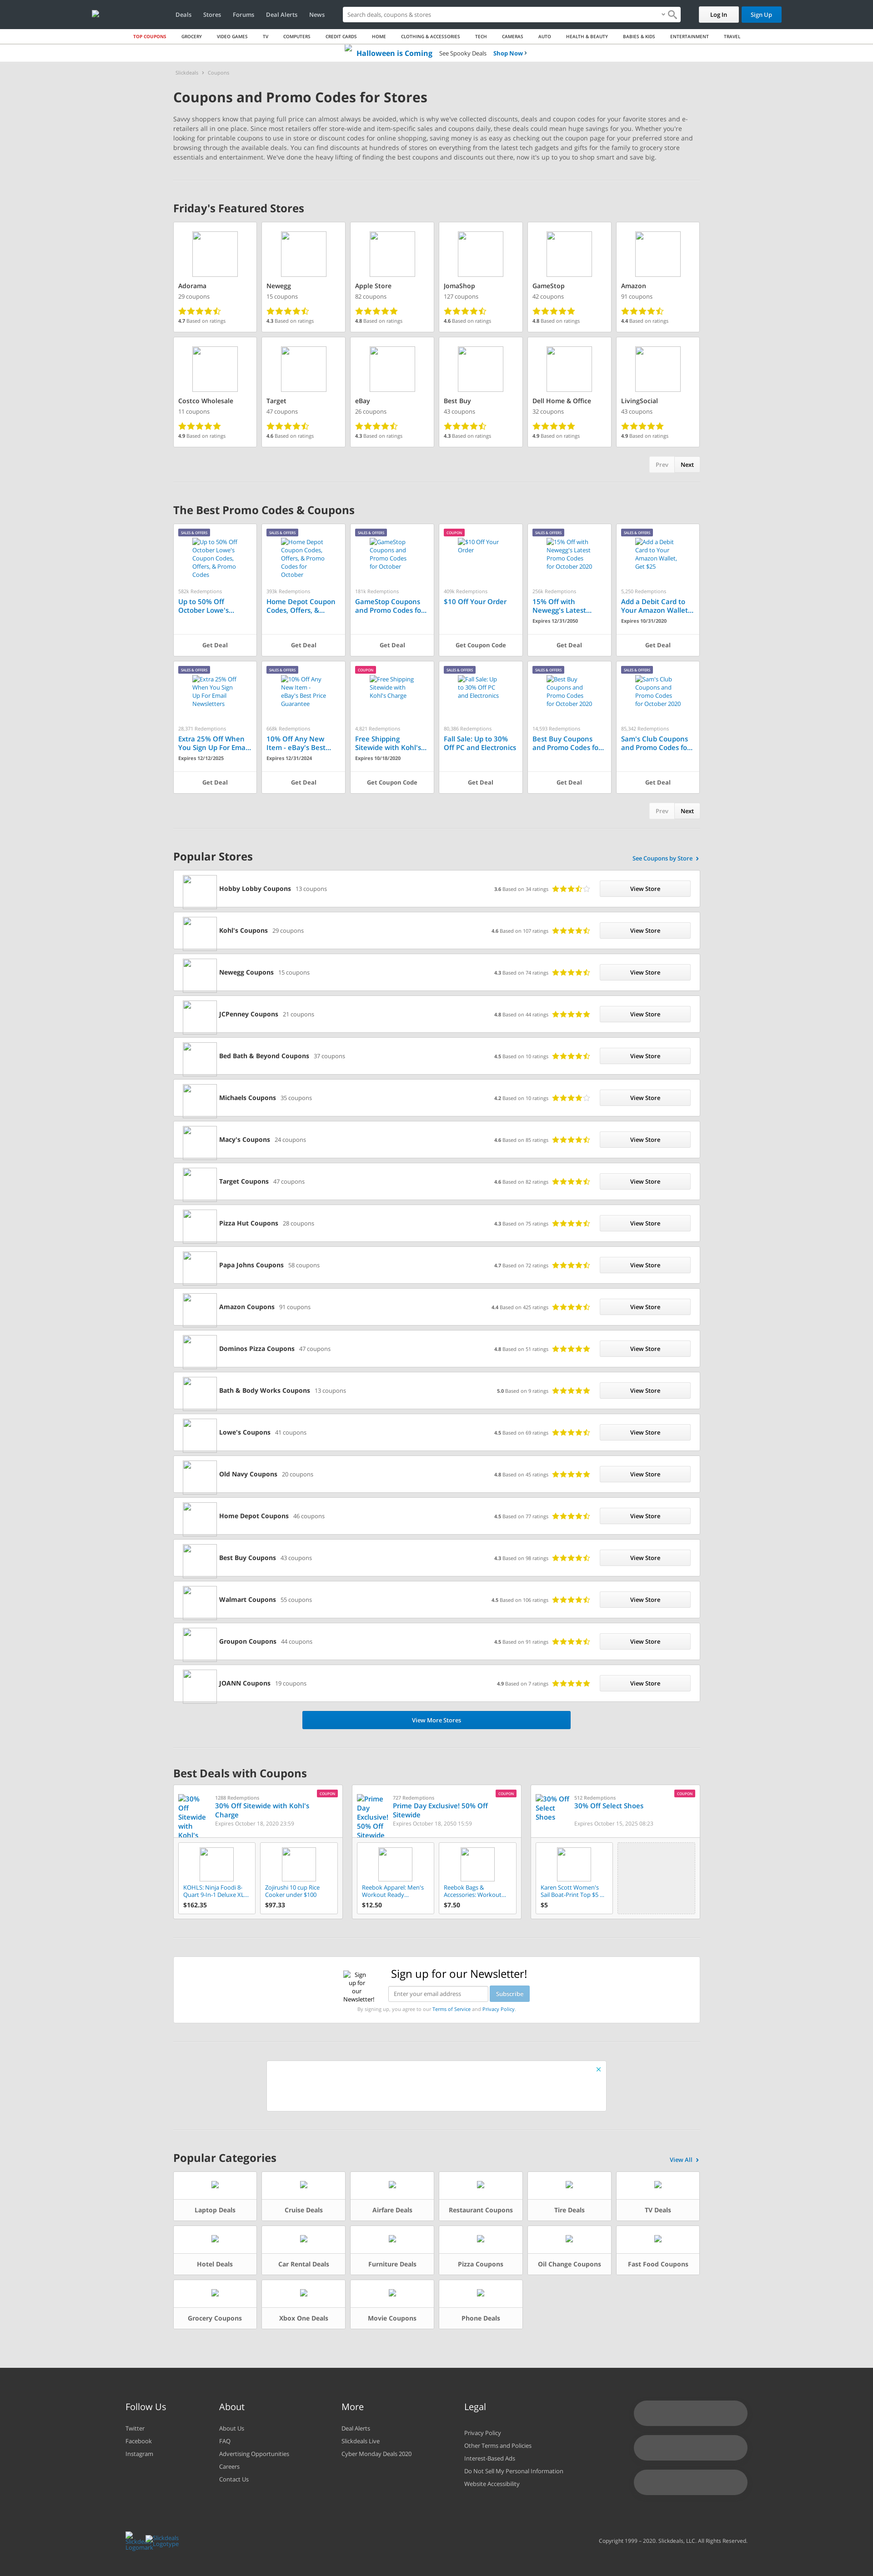 Deals Stores Forums Deal Alerts News Search deals, coupons & stores Log In Sign Up
TOP COUPONS GROCERY VIDEO GAMES TV COMPUTERS CREDIT CARDS HOME CLOTHING & ACCESSORIES TECH CAMERAS AUTO HEALTH & BEAUTY BABIES & KIDS ENTERTAINMENT TRAVEL
Halloween is Coming See Spooky Deals Shop Now ›
Slickdeals › Coupons
Coupons and Promo Codes for Stores
Savvy shoppers know that paying full price can almost always be avoided, which is why we've collected discounts, deals and coupon codes for your favorite stores and e-
retailers all in one place. Since most retailers offer store-wide and item-specific sales and coupons daily, these deals could mean huge savings for you. Whether you're
looking for printable coupons to use in store or discount codes for online shopping, saving money is as easy as checking out the coupon page for your preferred stores and
e-retailers. You can find discounts at hundreds of stores on everything from the latest tech gadgets and gifts for the family to grocery store
essentials and entertainment. We've done the heavy lifting of finding the best coupons and discounts out there, now it's up to you to shop smart and save big.
Friday's Featured Stores
Adorama Newegg Apple Store JomaShop GameStop Amazon
29 coupons 15 coupons 82 coupons 127 coupons 42 coupons 91 coupons
4.7 Based on ratings 4.3 Based on ratings 4.8 Based on ratings 4.6 Based on ratings 4.8 Based on ratings 4.4 Based on ratings
Costco Wholesale Target eBay Best Buy Dell Home & Office LivingSocial
11 coupons 47 coupons 26 coupons 43 coupons 32 coupons 43 coupons
4.9 Based on ratings 4.6 Based on ratings 4.3 Based on ratings 4.3 Based on ratings 4.9 Based on ratings 4.9 Based on ratings
Prev Next
The Best Promo Codes & Coupons
SALES & OFFERS
Up to 50% Off
October Lowe's
Coupon Codes,
Offers, & Promo
Codes
582k Redemptions
Up to 50% Off
October Lowe's...
Get Deal
SALES & OFFERS
Home Depot
Coupon Codes,
Offers, & Promo
Codes for
October
393k Redemptions
Home Depot Coupon
Codes, Offers, &...
Get Deal
SALES & OFFERS
GameStop
Coupons and
Promo Codes
for October
181k Redemptions
GameStop Coupons
and Promo Codes fo...
Get Deal
COUPON
$10 Off Your
Order
409k Redemptions
$10 Off Your Order
Get Coupon Code
SALES & OFFERS
15% Off with
Newegg's Latest
Promo Codes
for October 2020
256k Redemptions
15% Off with
Newegg's Latest...
Expires 12/31/2050
Get Deal
SALES & OFFERS
Add a Debit
Card to Your
Amazon Wallet,
Get $25
5,250 Redemptions
Add a Debit Card to
Your Amazon Wallet...
Expires 10/31/2020
Get Deal
SALES & OFFERS
Extra 25% Off
When You Sign
Up For Email
Newsletters
28,371 Redemptions
Extra 25% Off When
You Sign Up For Ema...
Expires 12/12/2025
Get Deal
SALES & OFFERS
10% Off Any
New Item -
eBay's Best Price
Guarantee
668k Redemptions
10% Off Any New
Item - eBay's Best...
Expires 12/31/2024
Get Deal
COUPON
Free Shipping
Sitewide with
Kohl's Charge
4,821 Redemptions
Free Shipping
Sitewide with Kohl's...
Expires 10/18/2020
Get Coupon Code
SALES & OFFERS
Fall Sale: Up
to 30% Off PC
and Electronics
80,386 Redemptions
Fall Sale: Up to 30%
Off PC and Electronics
Get Deal
SALES & OFFERS
Best Buy
Coupons and
Promo Codes
for October 2020
14,593 Redemptions
Best Buy Coupons
and Promo Codes fo...
Get Deal
SALES & OFFERS
Sam's Club
Coupons and
Promo Codes
for October 2020
85,342 Redemptions
Sam's Club Coupons
and Promo Codes fo...
Get Deal
Prev Next
Popular Stores See Coupons by Store ›
Hobby Lobby Coupons 13 coupons 3.6 Based on 34 ratings View Store
Kohl's Coupons 29 coupons 4.6 Based on 107 ratings View Store
Newegg Coupons 15 coupons 4.3 Based on 74 ratings View Store
JCPenney Coupons 21 coupons 4.8 Based on 44 ratings View Store
Bed Bath & Beyond Coupons 37 coupons 4.5 Based on 10 ratings View Store
Michaels Coupons 35 coupons 4.2 Based on 10 ratings View Store
Macy's Coupons 24 coupons 4.6 Based on 85 ratings View Store
Target Coupons 47 coupons 4.6 Based on 82 ratings View Store
Pizza Hut Coupons 28 coupons 4.3 Based on 75 ratings View Store
Papa Johns Coupons 58 coupons 4.7 Based on 72 ratings View Store
Amazon Coupons 91 coupons 4.4 Based on 425 ratings View Store
Dominos Pizza Coupons 47 coupons 4.8 Based on 51 ratings View Store
Bath & Body Works Coupons 13 coupons 5.0 Based on 9 ratings View Store
Lowe's Coupons 41 coupons 4.5 Based on 69 ratings View Store
Old Navy Coupons 20 coupons 4.8 Based on 45 ratings View Store
Home Depot Coupons 46 coupons 4.5 Based on 77 ratings View Store
Best Buy Coupons 43 coupons 4.3 Based on 98 ratings View Store
Walmart Coupons 55 coupons 4.5 Based on 106 ratings View Store
Groupon Coupons 44 coupons 4.5 Based on 91 ratings View Store
JOANN Coupons 19 coupons 4.9 Based on 7 ratings View Store
View More Stores
Best Deals with Coupons
COUPON
30%
Off
Sitewide
with
Kohl's
1288 Redemptions
30% Off Sitewide with Kohl's
Charge
Expires October 18, 2020 23:59
KOHLS: Ninja Foodi 8-
Quart 9-In-1 Deluxe XL...
$162.35
Zojirushi 10 cup Rice
Cooker under $100
$97.33
COUPON
Prime
Day
Exclusive!
50% Off
Sitewide
727 Redemptions
Prime Day Exclusive! 50% Off
Sitewide
Expires October 18, 2050 15:59
Reebok Apparel: Men's
Workout Ready...
$12.50
Reebok Bags &
Accessories: Workout...
$7.50
COUPON
30% Off
Select
Shoes
512 Redemptions
30% Off Select Shoes
Expires October 15, 2025 08:23
Karen Scott Women's
Sail Boat-Print Top $5 ...
$5
Sign
up for
our
Newsletter!
Sign up for our Newsletter!
Enter your email address Subscribe
By signing up, you agree to our Terms of Service and Privacy Policy.
Popular Categories View All ›
Laptop Deals Cruise Deals Airfare Deals Restaurant Coupons Tire Deals TV Deals
Hotel Deals Car Rental Deals Furniture Deals Pizza Coupons Oil Change Coupons Fast Food Coupons
Grocery Coupons Xbox One Deals Movie Coupons Phone Deals
Follow Us
Twitter
Facebook
Instagram
About
About Us
FAQ
Advertising Opportunities
Careers
Contact Us
More
Deal Alerts
Slickdeals Live
Cyber Monday Deals 2020
Legal
Privacy Policy
Other Terms and Policies
Interest-Based Ads
Do Not Sell My Personal Information
Website Accessibility
Slickdeals
Logotype
Copyright 1999 – 2020. Slickdeals, LLC. All Rights Reserved.